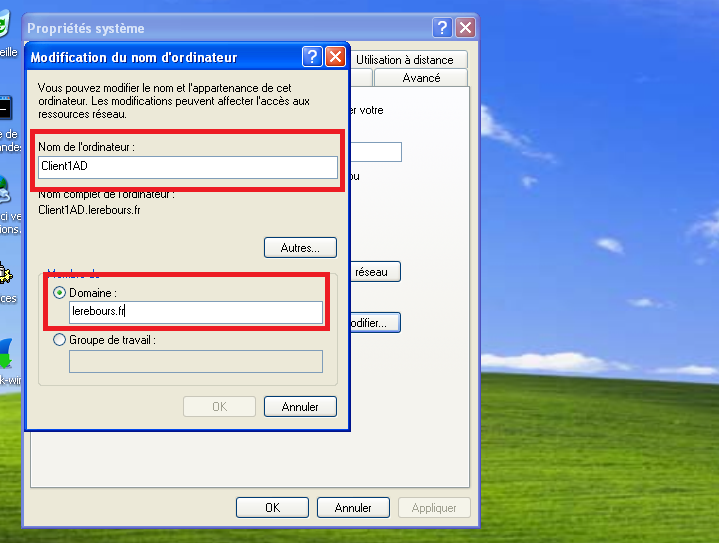 Propriétés système
Modification du nom d'ordinateur
Utilisation à distance
Avancé
Vous pouvez modifier le nom et l'appartenance de cet
ordinateur. Les modifications peuvent affecter l'accès aux
ressources réseau.
er votre
Nom de l'ordinateur :
Client1AD
ou
Nom complet de l'ordinateur :
Client1AD.lerebours.fr
Autres...
réseau
Membre de
Domaine :
lerebours.fr
odifier...
Groupe de travail :
OK
Annuler
OK
Annuler
Appliquer
eille
e de
andes
ci ve
ions.
ces
k-win